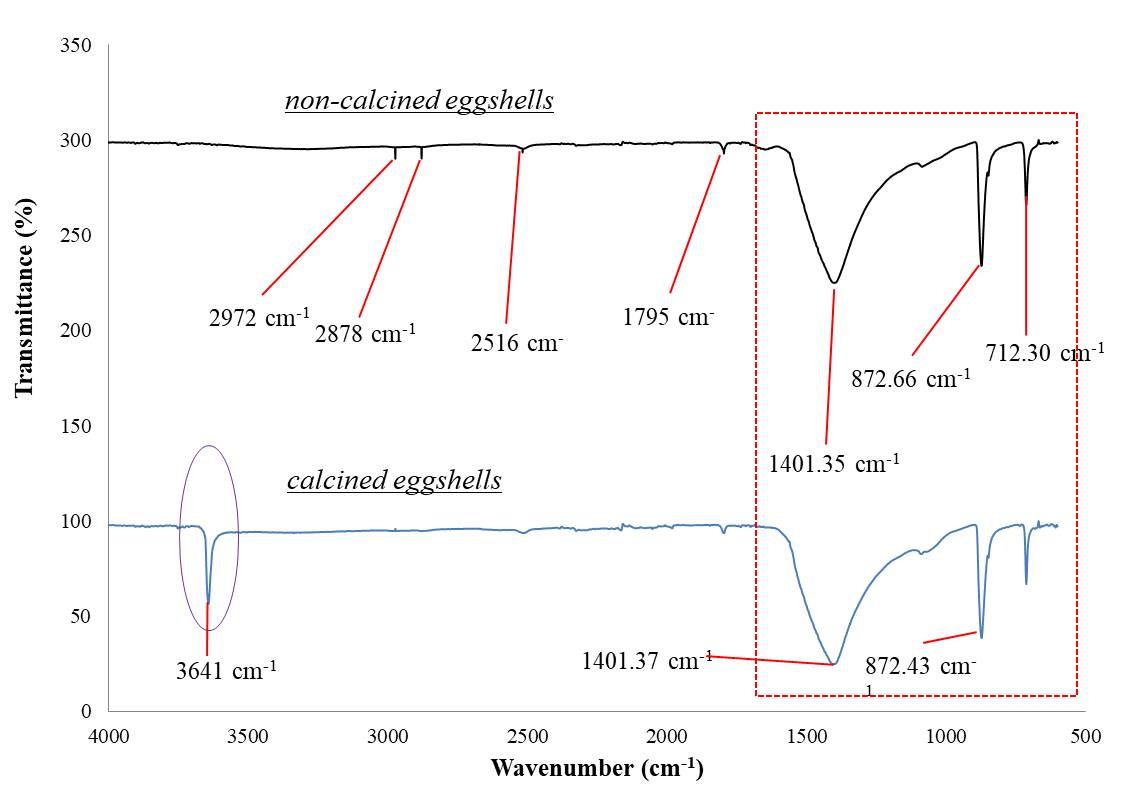 350
300
250
200
150
100
50
0
Transmittance (%)
non-calcined eggshells
2972 cm⁻¹
2878 cm⁻¹
2516 cm⁻
1795 cm⁻
1401.35 cm⁻¹
872.66 cm⁻¹
712.30 cm⁻¹
calcined eggshells
3641 cm⁻¹
1401.37 cm⁻¹
872.43 cm⁻
¹
4000 3500 3000 2500 2000 1500 1000 500
Wavenumber (cm⁻¹)